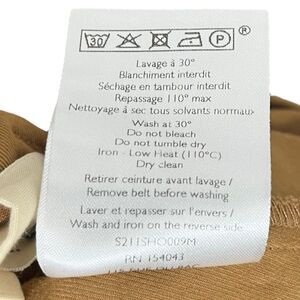 30 P ®
Lavage à 30°
Blanchiment interdit
Séchage en tambour interdit
Repassage 110° max
Nettoyage à sec tous solvants normaux
Wash at 30°
Do not bleach
Do not tumble dry
Iron - Low Heat (110°C)
Dry clean
Retirer ceinture avant lavage /
Remove belt before washing
Laver et repasser sur l'envers /
Wash and iron on the reverse side
S211SHO009M
RN 154043